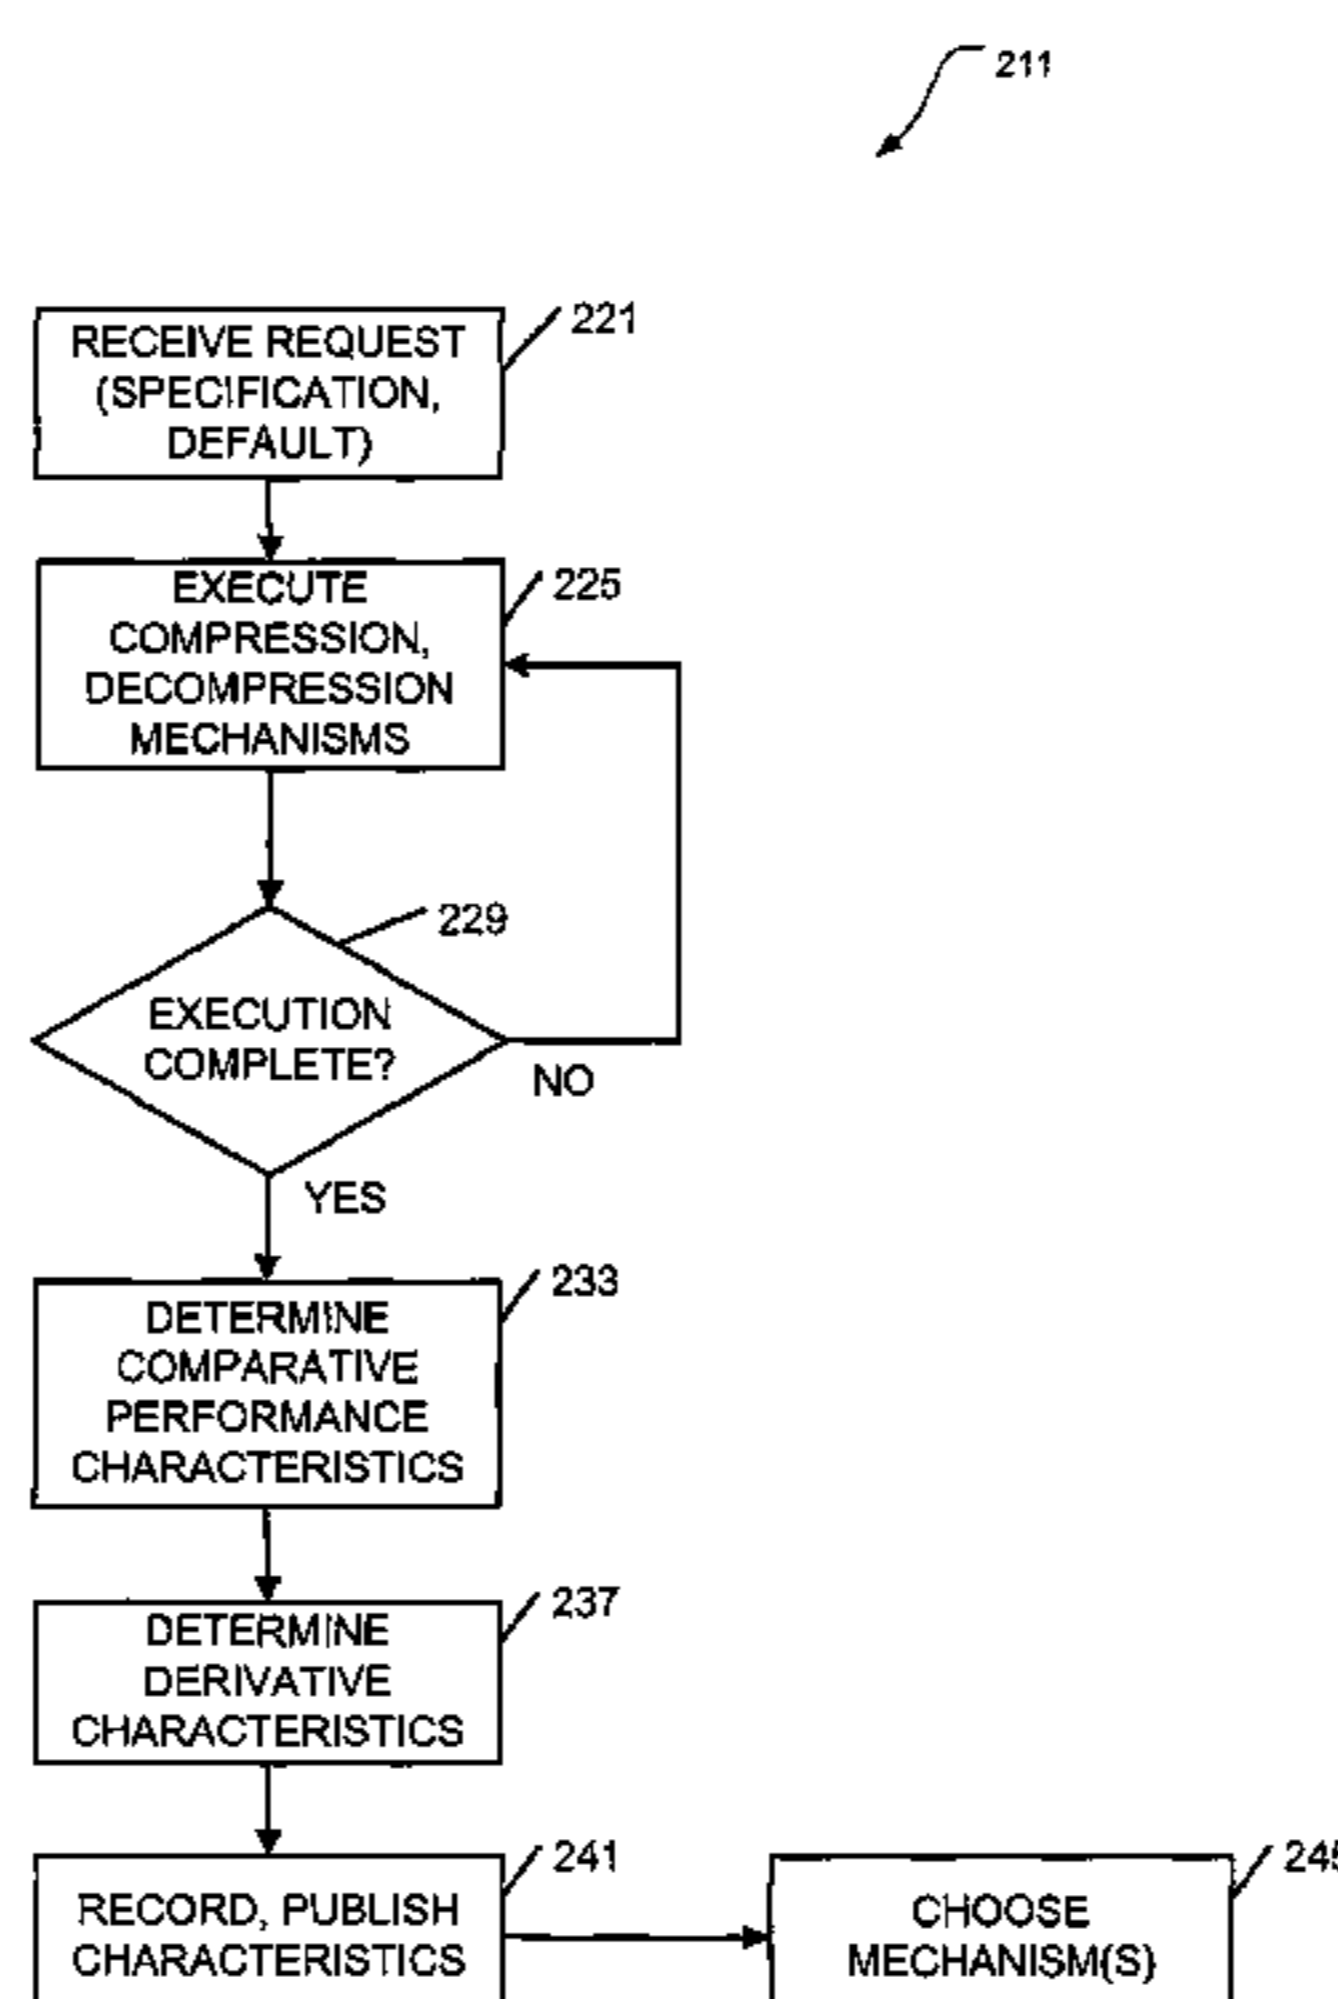 211
RECEIVE REQUEST
(SPECIFICATION,
DEFAULT)
221
EXECUTE
COMPRESSION,
DECOMPRESSION
MECHANISMS
225
229
EXECUTION
COMPLETE?
NO
YES
DETERMINE
COMPARATIVE
PERFORMANCE
CHARACTERISTICS
233
DETERMINE
DERIVATIVE
CHARACTERISTICS
237
RECORD, PUBLISH
CHARACTERISTICS
241
CHOOSE
MECHANISM(S)
245